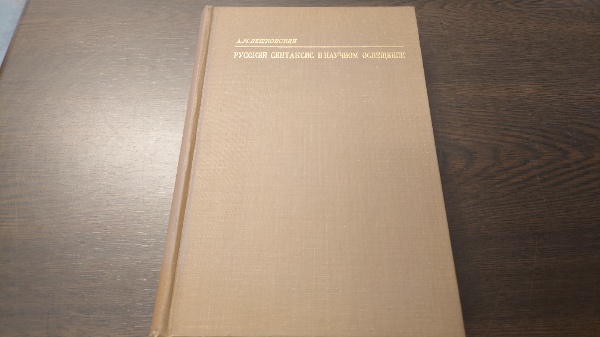 А.М.ПЕШКОВСКИЙ
РУССКИЙ СИНТАКСИС В НАУЧНОМ ОСВЕЩЕНИИ